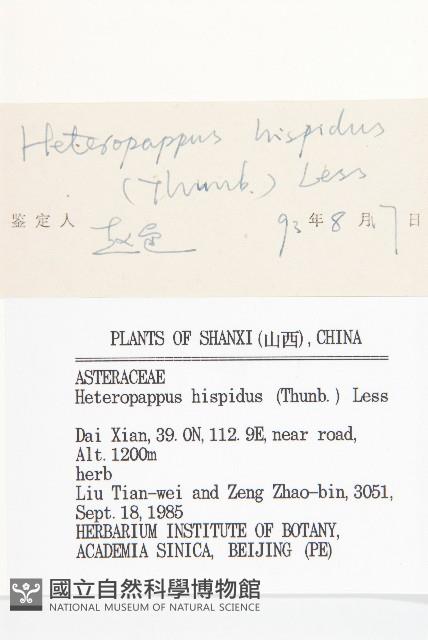 Heteropappus hispidus
(Thunb.) Less
鉴定人 93年8月7日
PLANTS OF SHANXI(山西), CHINA
ASTERACEAE
Heteropappus hispidus (Thunb.) Less
Dai Xian, 39.0N, 112.9E, near road,
Alt. 1200m
herb
Liu Tian-wei and Zeng Zhao-bin, 3051,
Sept. 18, 1985
HERBARIUM INSTITUTE OF BOTANY,
ACADEMIA SINICA, BEIJING (PE)
國立自然科學博物館
NATIONAL MUSEUM OF NATURAL SCIENCE